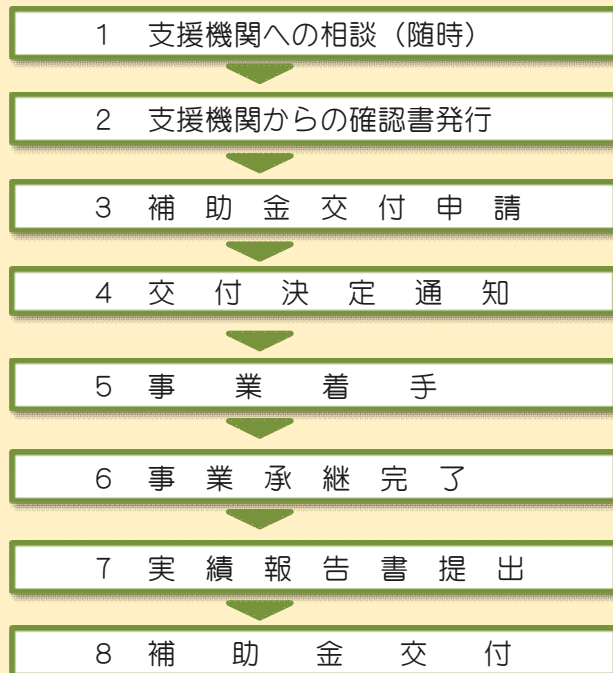 1 支援機関への相談（随時）
2 支援機関からの確認書発行
3 補助金交付申請
4 交付決定通知
5 事業着手
6 事業承継完了
7 実績報告書提出
8 補助金交付